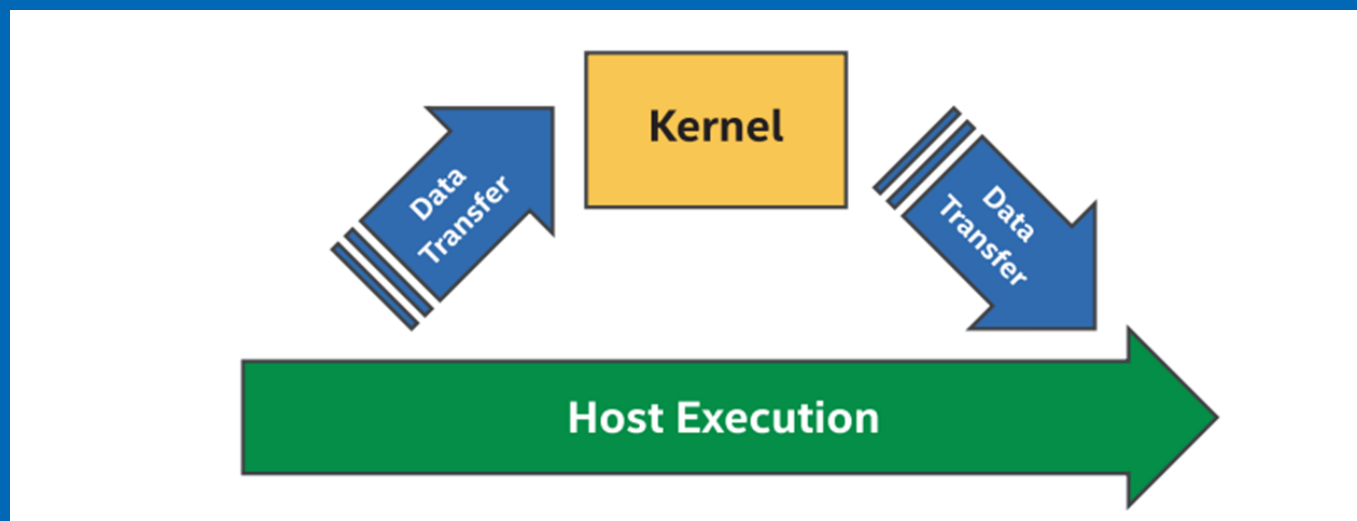 Kernel
Data
Transfer
Data
Transfer
Host Execution